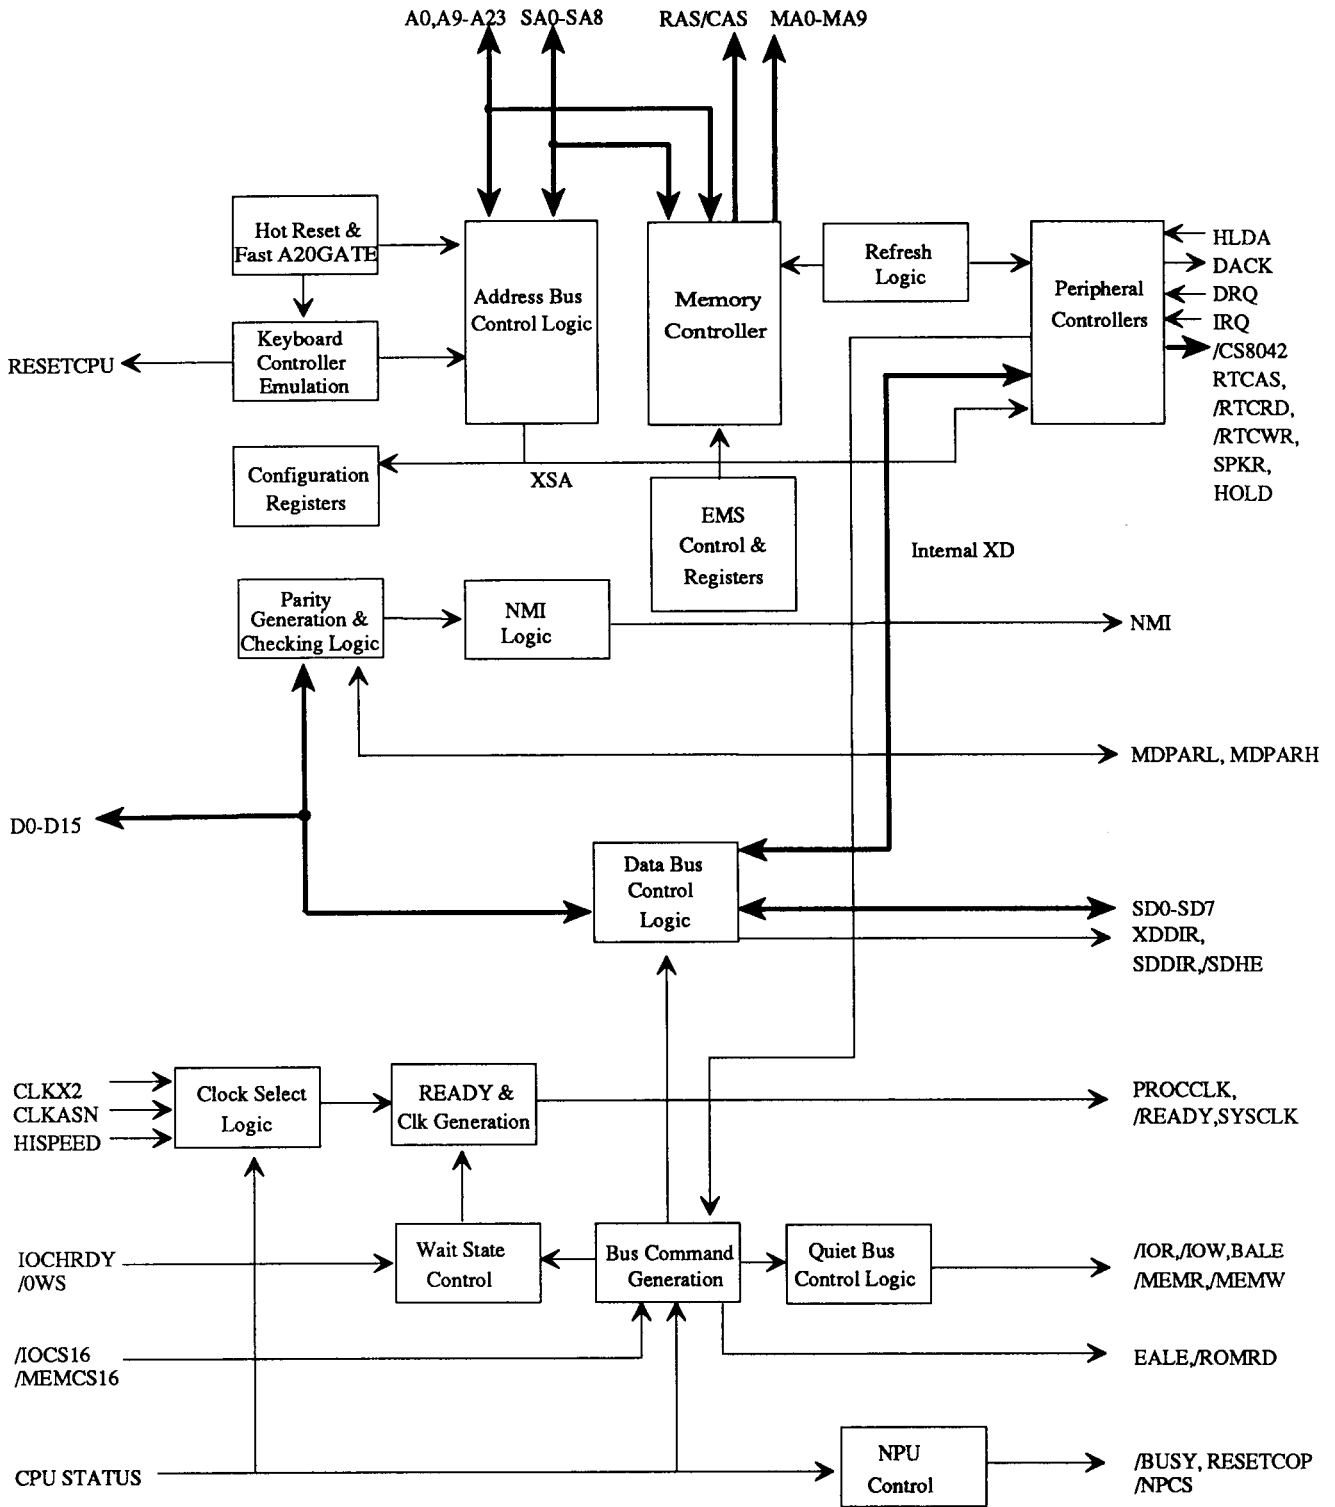 A0,A9-A23 SA0-SA8 RAS/CAS MA0-MA9
Hot Reset &
Fast A20GATE
Keyboard
Controller
Emulation
RESETCPU
Configuration
Registers
Address Bus
Control Logic
XSA
Memory
Controller
EMS
Control &
Registers
Refresh
Logic
Peripheral
Controllers
HLDA
DACK
DRQ
IRQ
/CS8042
RTCAS,
/RTCRD,
/RTCWR,
SPKR,
HOLD
Internal XD
Parity
Generation &
Checking Logic
NMI
Logic
NMI
MDPARL, MDPARH
D0-D15
Data Bus
Control
Logic
SD0-SD7
XDDIR,
SDDIR,/SDHE
CLKX2
CLKASN
HISPEED
Clock Select
Logic
READY &
Clk Generation
PROCCLK,
/READY,SYSCLK
IOCHRDY
/0WS
Wait State
Control
Bus Command
Generation
Quiet Bus
Control Logic
/IOR,/IOW,BALE
/MEMR,/MEMW
/IOCS16
/MEMCS16
EALE,/ROMRD
CPU STATUS
NPU
Control
/BUSY, RESETCOP
/NPCS